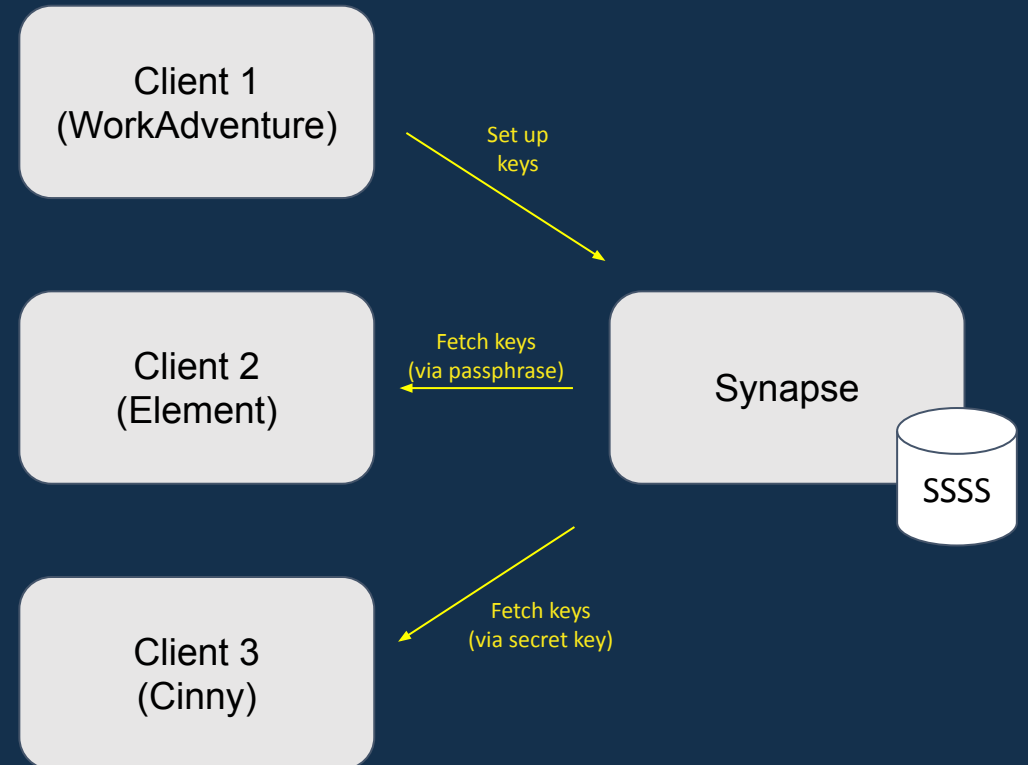 Client 1
(WorkAdventure)
Set up
keys
Client 2
(Element)
Fetch keys
(via passphrase)
Synapse
SSSS
Client 3
(Cinny)
Fetch keys
(via secret key)